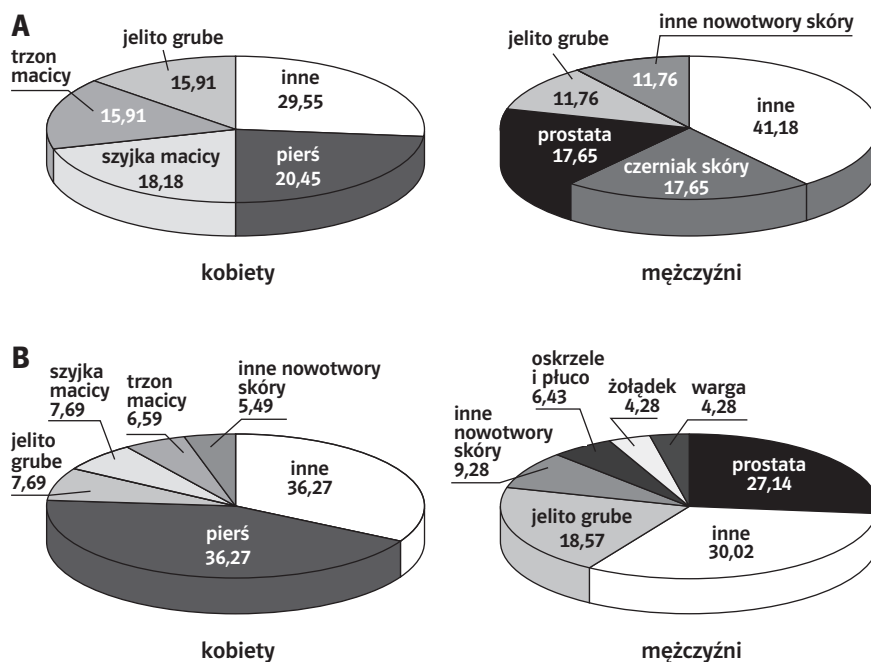 A
jelito grube
15,91
trzon
macicy
15,91
inne
29,55
szyjka macicy
18,18
pierś
20,45
kobiety
inne nowotwory skóry
11,76
jelito grube
11,76
inne
41,18
prostata
17,65
czerniak skóry
17,65
mężczyźni
B
szyjka
macicy
7,69
trzon
macicy
6,59
inne nowotwory
skóry
5,49
jelito
grube
7,69
inne
36,27
pierś
36,27
kobiety
oskrzele
i płuco
6,43
żołądek
4,28
warga
4,28
inne
nowotwory
skóry
9,28
prostata
27,14
jelito grube
18,57
inne
30,02
mężczyźni